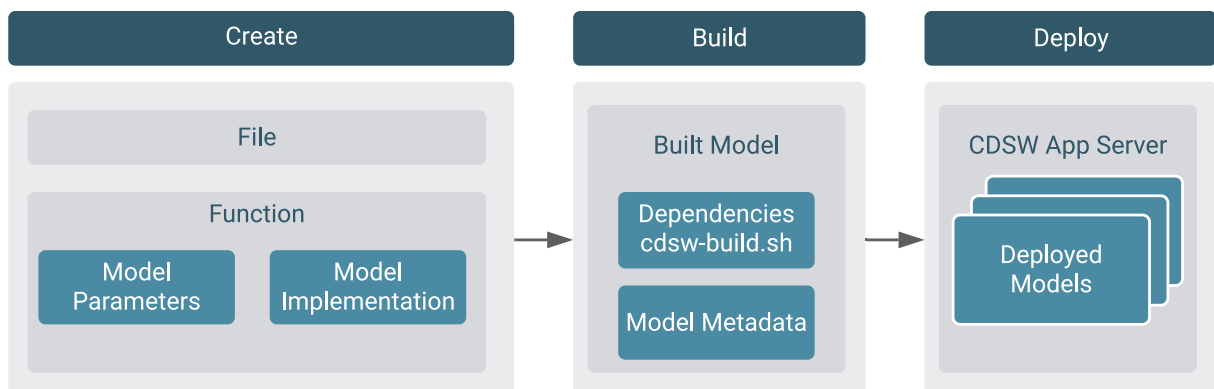 Create
File
Function
Model
Parameters
Model
Implementation
Build
Built Model
Dependencies
cdsw-build.sh
Model Metadata
Deploy
CDSW App Server
Deployed
Models